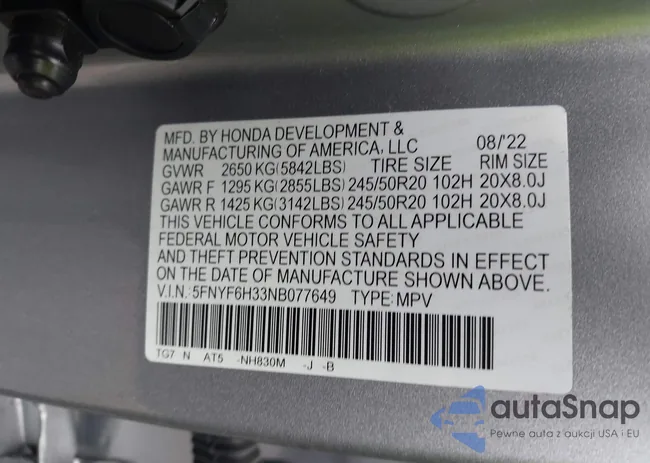 MFD. BY HONDA DEVELOPMENT &
MANUFACTURING OF AMERICA, LLC 08/'22
GVWR 2650 KG(5842LBS) TIRE SIZE RIM SIZE
GAWR F 1295 KG(2855LBS) 245/50R20 102H 20X8.0J
GAWR R 1425 KG(3142LBS) 245/50R20 102H 20X8.0J
THIS VEHICLE CONFORMS TO ALL APPLICABLE
FEDERAL MOTOR VEHICLE SAFETY
AND THEFT PREVENTION STANDARDS IN EFFECT
ON THE DATE OF MANUFACTURE SHOWN ABOVE.
V.I.N.: 5FNYF6H33NB077649 TYPE: MPV
TG7 N AT5 -NH830M -J -B
autaSnap
Pewne auta z aukcji USA i EU